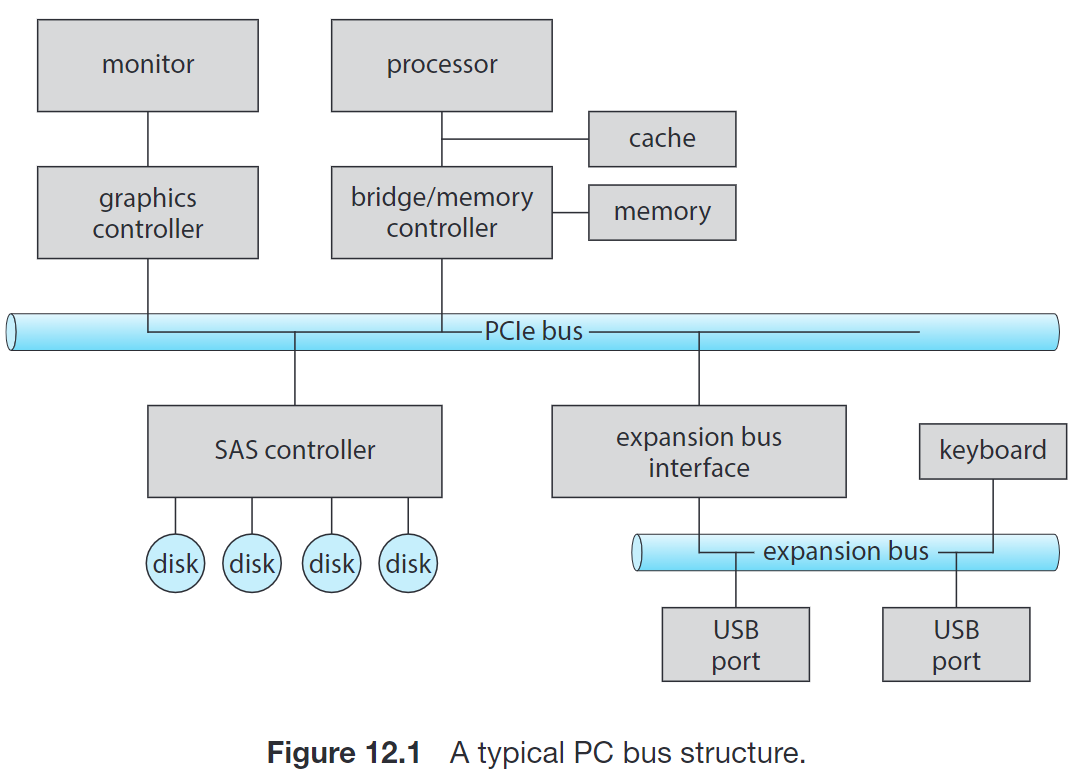 monitor
processor
cache
graphics
controller
bridge/memory
controller
memory
PCIe bus
SAS controller
expansion bus
interface
keyboard
disk
disk
disk
disk
expansion bus
USB
port
USB
port
Figure 12.1 A typical PC bus structure.